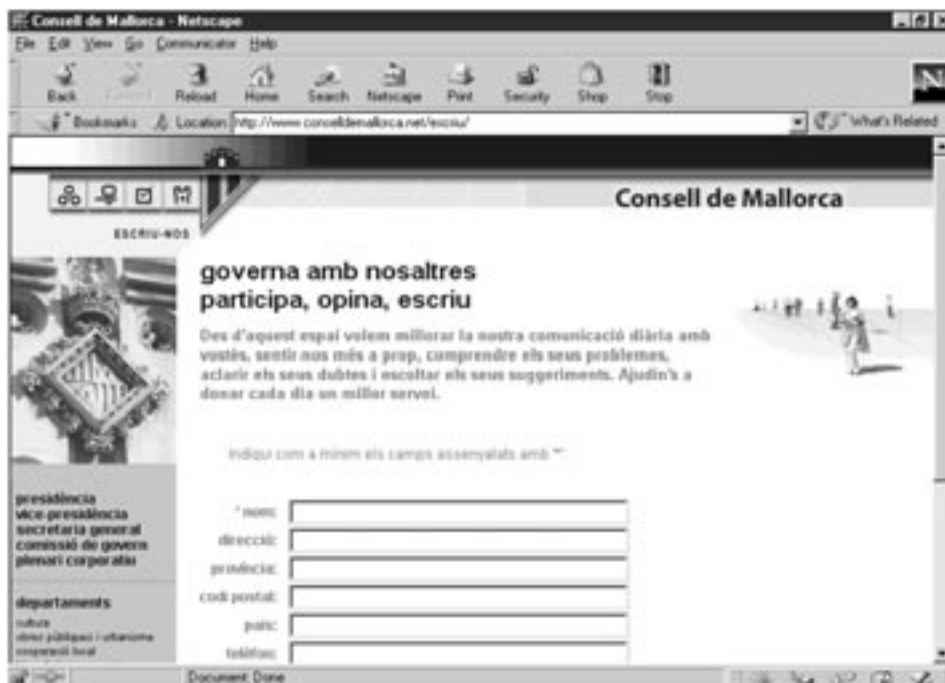 Consell de Mallorca - Netscape
File Edit View Go Communicator Help
Back Forward Reload Home Search Netscape Print Security Shop Stop
Bookmarks Location: http://www.conselldemallorca.net/escriu/ What's Related
Consell de Mallorca
ESCRIU-NOS
governa amb nosaltres
participa, opina, escriu
Des d'aquest espai volem millorar la nostra comunicació diària amb
vostès, sentir nos més a prop, comprendre els seus problemes,
aclarir els seus dubtes i escoltar els seus suggeriments. Ajudin's a
donar cada dia un millor servei.
Indiqui com a mínim els camps assenyalats amb "*"
presidència
vice-presidència
secretaria general
comissió de govern
plenari corporatiu
departaments
cultura
obres públiques i urbanisme
cooperació local
* nom:
direcció:
província:
codi postal:
país:
telèfon:
Document: Done